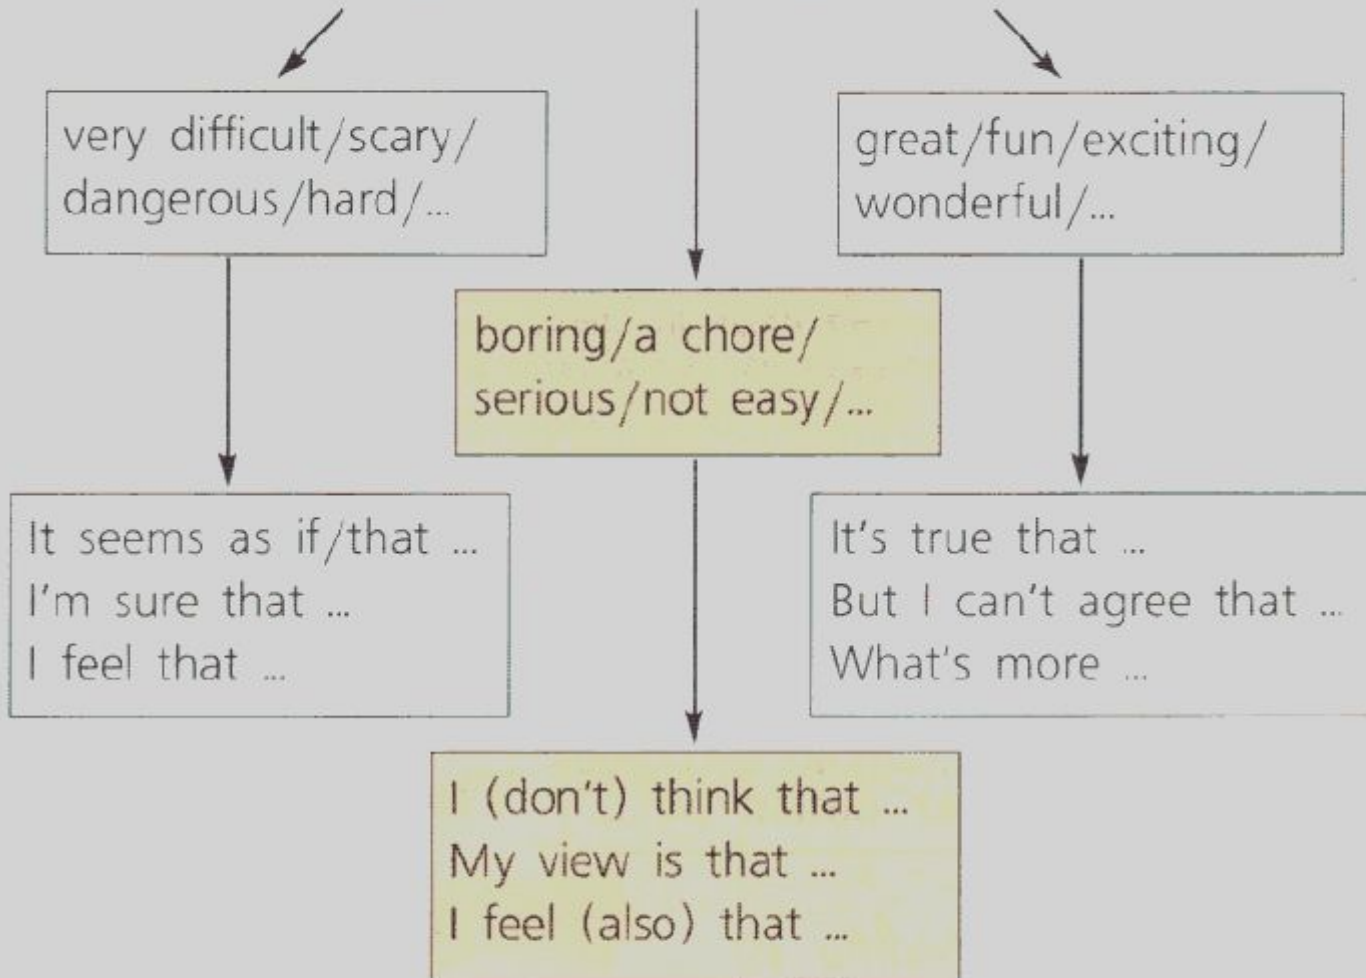 very difficult/scary/
dangerous/hard/...
great/fun/exciting/
wonderful/...
boring/a chore/
serious/not easy/...
It seems as if/that ...
I'm sure that ...
I feel that ...
It's true that ...
But I can't agree that ...
What's more ...
I (don't) think that ...
My view is that ...
I feel (also) that ...